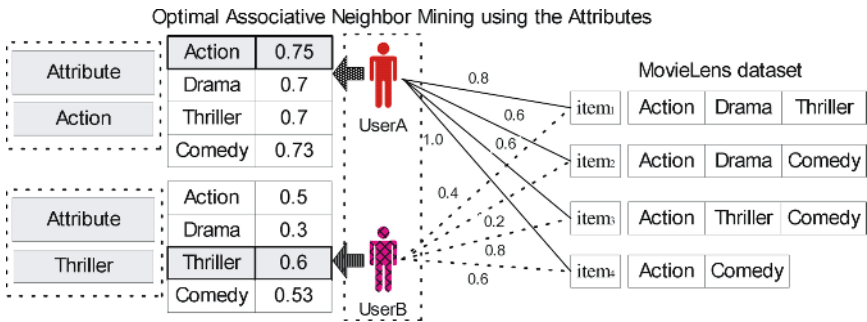 Optimal Associative Neighbor Mining using the Attributes
Attribute
Action
Action 0.75
Drama 0.7
Thriller 0.7
Comedy 0.73
UserA
Attribute
Thriller
Action 0.5
Drama 0.3
Thriller 0.6
Comedy 0.53
UserB
0.8
0.6
0.6
1.0
0.4
0.2
0.8
0.6
MovieLens dataset
item₁ Action Drama Thriller
item₂ Action Drama Comedy
item₃ Action Thriller Comedy
item₄ Action Comedy